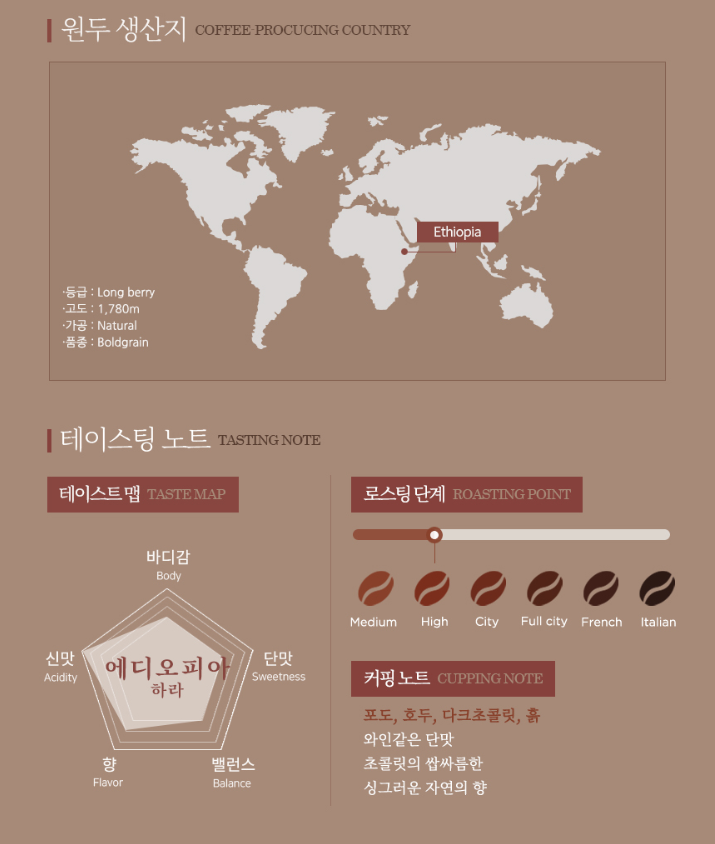 원두 생산지 COFFEE PROCUCING COUNTRY
Ethiopia
·등급 : Long berry
·고도 : 1,780m
·가공 : Natural
·품종 : Boldgrain
테이스팅 노트 TASTING NOTE
테이스트 맵 TASTE MAP
바디감
Body
신맛
Acidity
단맛
Sweetness
에디오피아
하라
향
Flavor
밸런스
Balance
로스팅 단계 ROASTING POINT
Medium High City Full city French Italian
커핑 노트 CUPPING NOTE
포도, 호두, 다크초콜릿, 흙
와인같은 단맛
초콜릿의 쌉싸름한
싱그러운 자연의 향